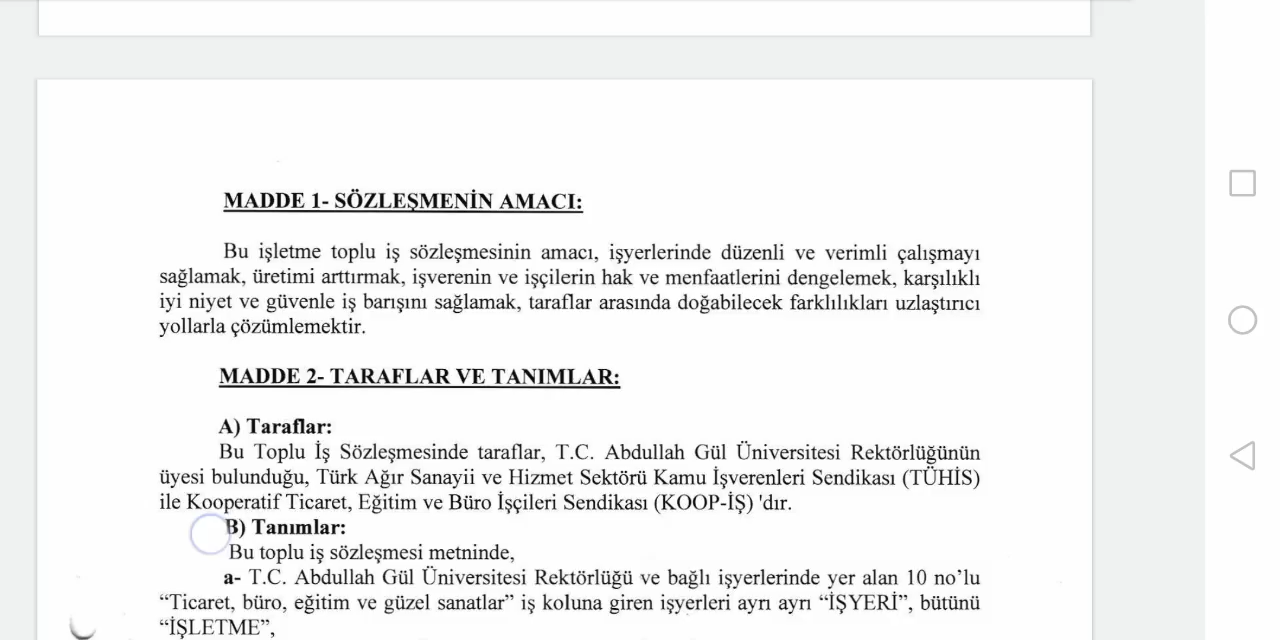 MADDE 1- SÖZLEŞMENİN AMACI:
Bu işletme toplu iş sözleşmesinin amacı, işyerlerinde düzenli ve verimli çalışmayı
sağlamak, üretimi arttırmak, işverenin ve işçilerin hak ve menfaatlerini dengelemek, karşılıklı
iyi niyet ve güvenle iş barışını sağlamak, taraflar arasında doğabilecek farklılıkları uzlaştırıcı
yollarla çözümlemektir.
MADDE 2- TARAFLAR VE TANIMLAR:
A) Taraflar:
Bu Toplu İş Sözleşmesinde taraflar, T.C. Abdullah Gül Üniversitesi Rektörlüğünün
üyesi bulunduğu, Türk Ağır Sanayii ve Hizmet Sektörü Kamu İşverenleri Sendikası (TÜHİS)
ile Kooperatif Ticaret, Eğitim ve Büro İşçileri Sendikası (KOOP-İŞ) 'dır.
B) Tanımlar:
Bu toplu iş sözleşmesi metninde,
a- T.C. Abdullah Gül Üniversitesi Rektörlüğü ve bağlı işyerlerinde yer alan 10 no’lu
“Ticaret, büro, eğitim ve güzel sanatlar” iş koluna giren işyerleri ayrı ayrı “İŞYERİ”, bütünü
“İŞLETME”,